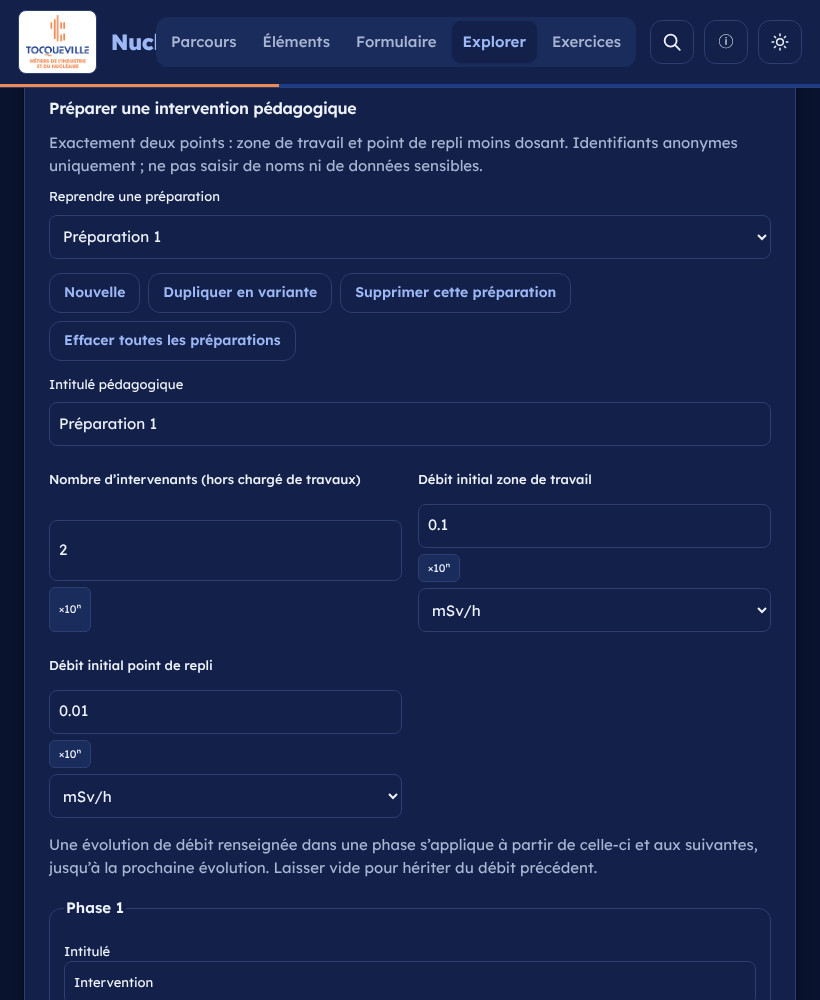 TOCQUEVILLE
MÉTIERS DE L'INDUSTRIE
ET DU NUCLÉAIRE
Nucl
Parcours
Éléments
Formulaire
Explorer
Exercices
Préparer une intervention pédagogique
Exactement deux points : zone de travail et point de repli moins dosant. Identifiants anonymes
uniquement ; ne pas saisir de noms ni de données sensibles.
Reprendre une préparation
Préparation 1
Nouvelle
Dupliquer en variante
Supprimer cette préparation
Effacer toutes les préparations
Intitulé pédagogique
Préparation 1
Nombre d’intervenants (hors chargé de travaux)
2
×10ⁿ
Débit initial zone de travail
0.1
×10ⁿ
mSv/h
Débit initial point de repli
0.01
×10ⁿ
mSv/h
Une évolution de débit renseignée dans une phase s’applique à partir de celle-ci et aux suivantes,
jusqu’à la prochaine évolution. Laisser vide pour hériter du débit précédent.
Phase 1
Intitulé
Intervention